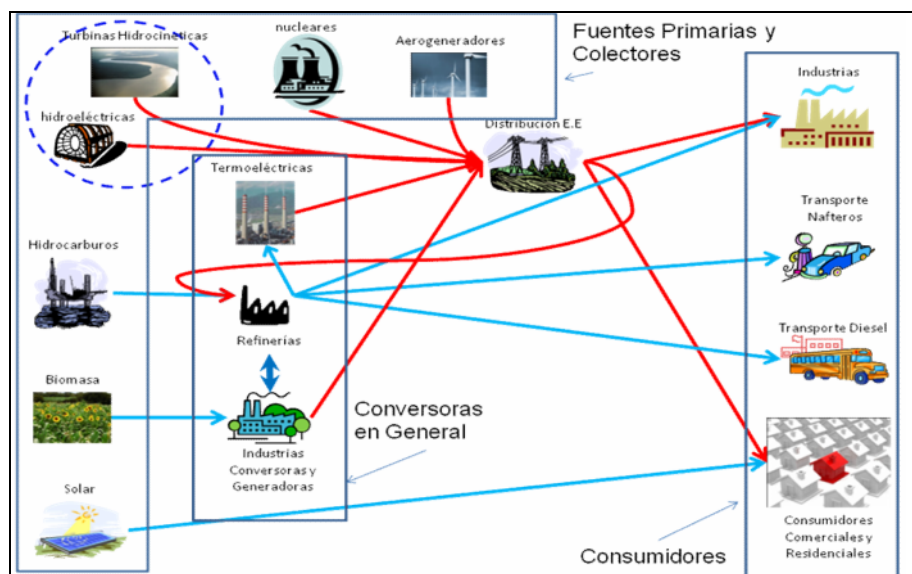 Turbinas Hidrocinéticas
nucleares
Aerogeneradores
Fuentes Primarias y
Colectores
Industrias
hidroeléctricas
Distribución E.E
Termoeléctricas
Transporte
Nafteros
Hidrocarburos
Refinerías
Transporte Diesel
Biomasa
Conversoras
en General
Industrias
Conversoras y
Generadoras
Solar
Consumidores
Consumidores
Comerciales y
Residenciales